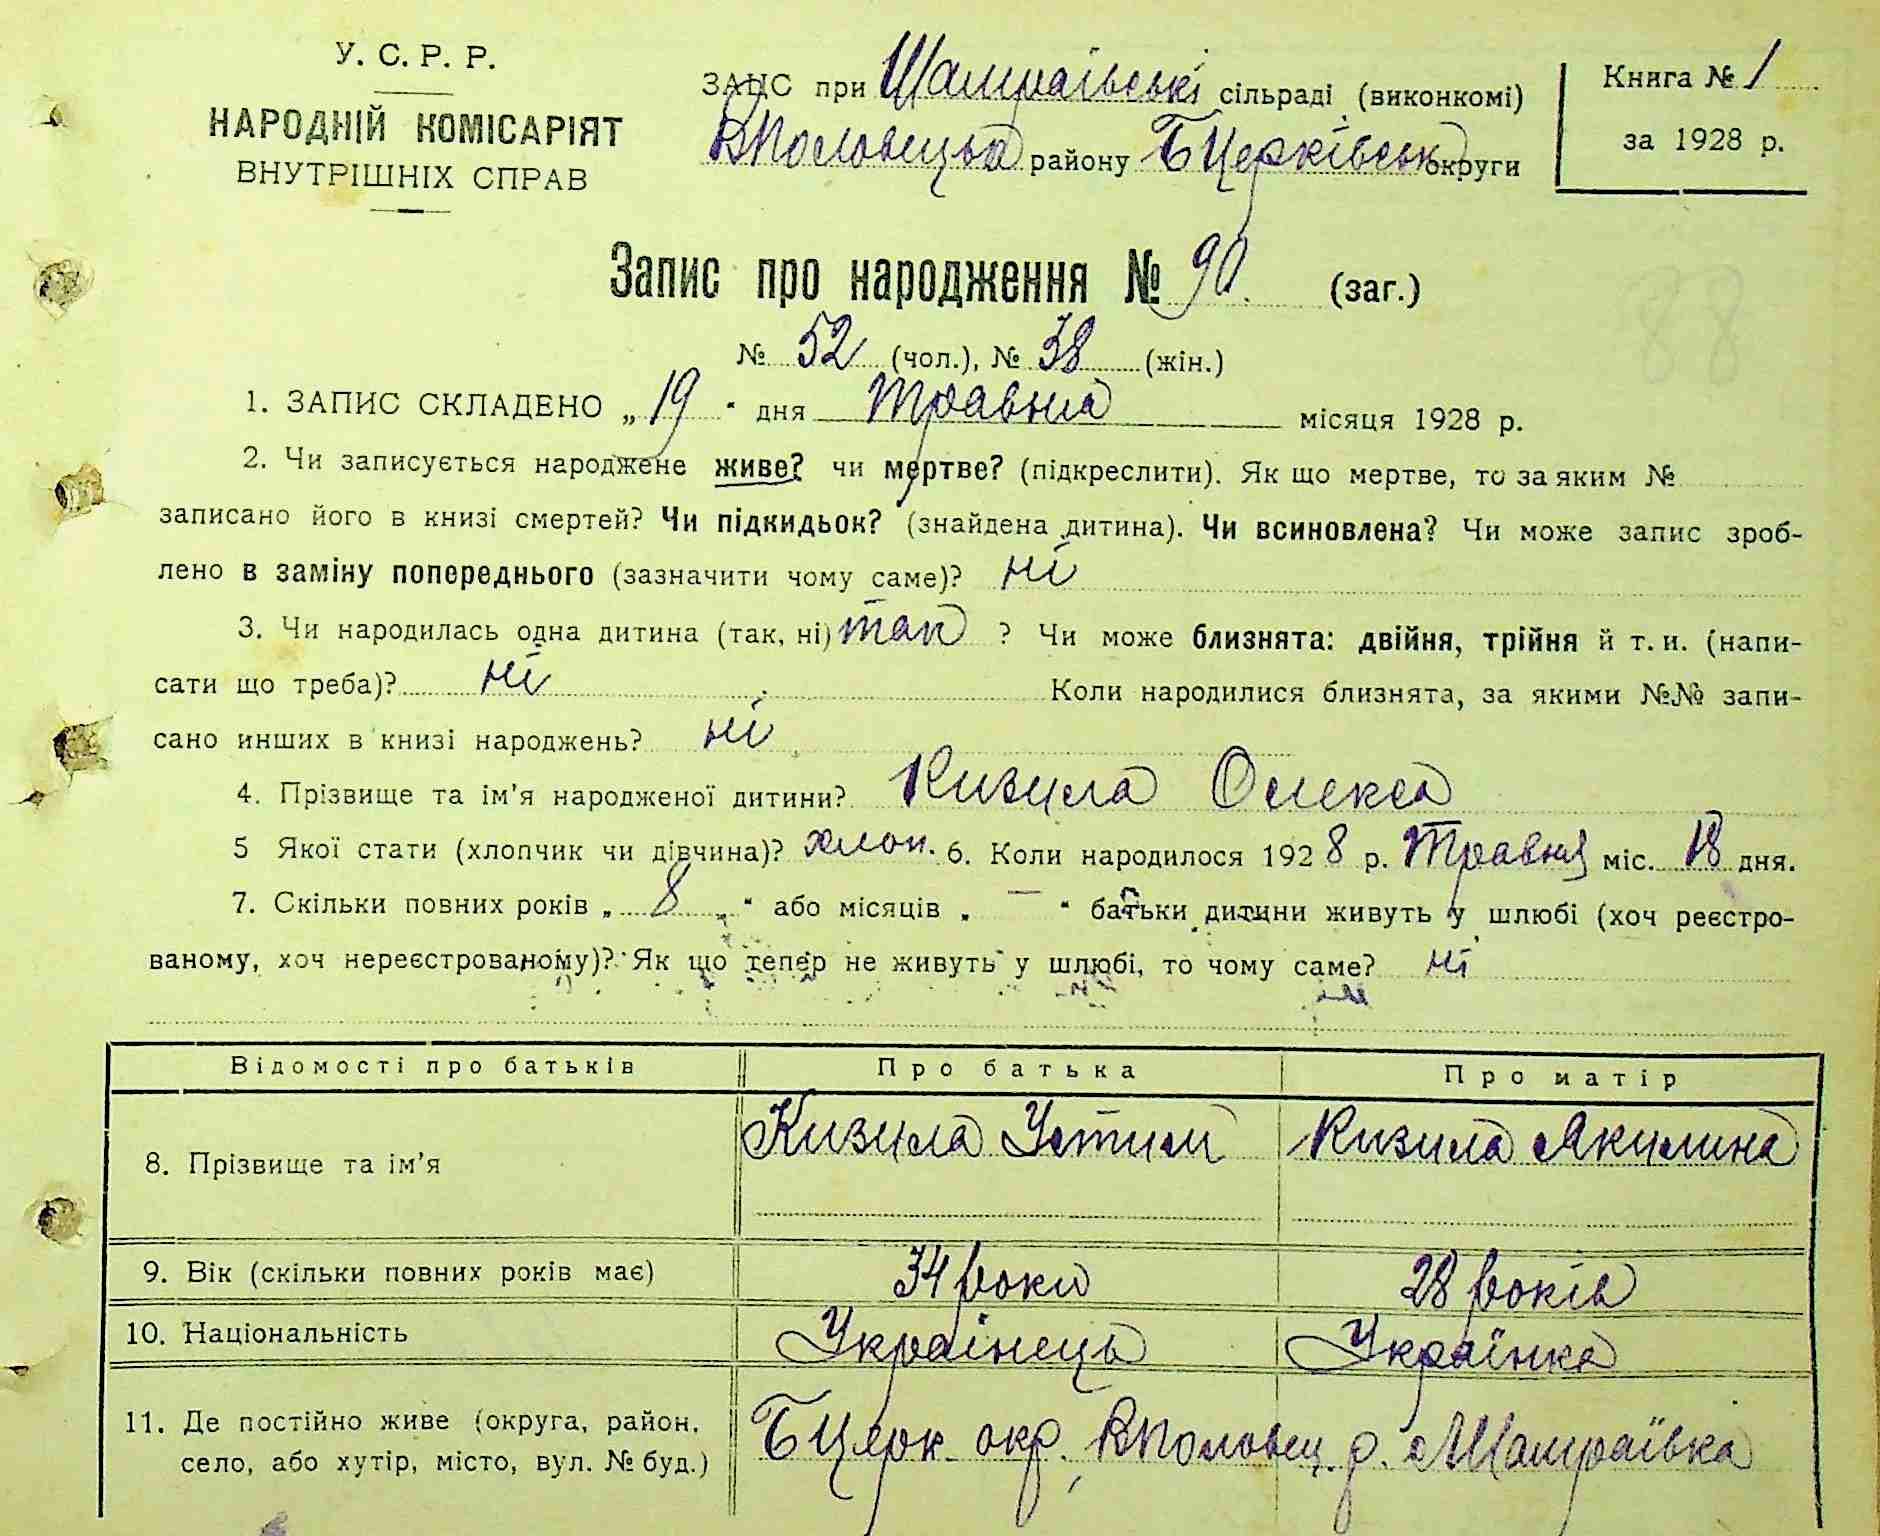 У. С. Р. Р.
НАРОДНІЙ КОМІСАРІЯТ
ВНУТРІШНІХ СПРАВ
ЗАГС при Шамраївські сільраді (виконкомі)
ВПоловецька району БЦерківськ округи
Книга № 1
за 1928 р.
Запис про народження № 90. (заг.)
№ 52 (чол.), № 38 (жін.)
1. ЗАПИС СКЛАДЕНО „ 19 “ дня травня місяця 1928 р.
2. Чи записується народжене живе? чи мертве? (підкреслити). Як що мертве, то за яким №
записано його в книзі смертей? Чи підкидьок? (знайдена дитина). Чи всиновлена? Чи може запис зроб-
лено в заміну попереднього (зазначити чому саме)? ні
3. Чи народилась одна дитина (так, ні) так ? Чи може близнята: двійня, трійня й т. и. (напи-
сати що треба)? ні Коли народилися близнята, за якими №№ запи-
сано инших в книзі народжень? ні
4. Прізвище та ім'я народженої дитини? Кизила Олекса
5 Якої стати (хлопчик чи дівчина)? хлоп. 6. Коли народилося 1928 р. Травня міс. 18 дня.
7. Скільки повних років „ 8 “ або місяців „ — “ батьки дитини живуть у шлюбі (хоч реєстро-
ваному, хоч нереєстрованому)? Як що тепер не живуть у шлюбі, то чому саме? ні
Відомості про батьків Про батька Про матір
8. Прізвище та ім'я Кизила Устим Кизила Якилина
9. Вік (скільки повних років має) 34 роки 28 років
10. Національність Українець Українка
11. Де постійно живе (округа, район,
село, або хутір, місто, вул. № буд.) БЦерк. окр. ВПоловец. р. с Шамраївка
88